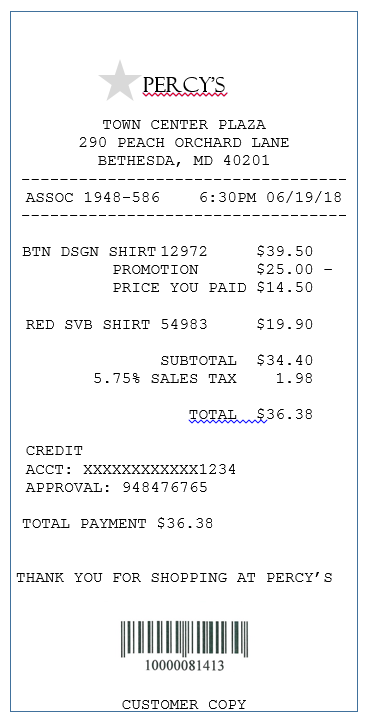 PERCY'S
TOWN CENTER PLAZA
290 PEACH ORCHARD LANE
BETHESDA, MD 40201
----------------------------------
ASSOC 1948-586 6:30PM 06/19/18
----------------------------------
BTN DSGN SHIRT 12972 $39.50
PROMOTION $25.00 –
PRICE YOU PAID $14.50
RED SVB SHIRT 54983 $19.90
SUBTOTAL $34.40
5.75% SALES TAX 1.98
TOTAL $36.38
CREDIT
ACCT: XXXXXXXXXXXX1234
APPROVAL: 948476765
TOTAL PAYMENT $36.38
THANK YOU FOR SHOPPING AT PERCY’S
10000081413
CUSTOMER COPY